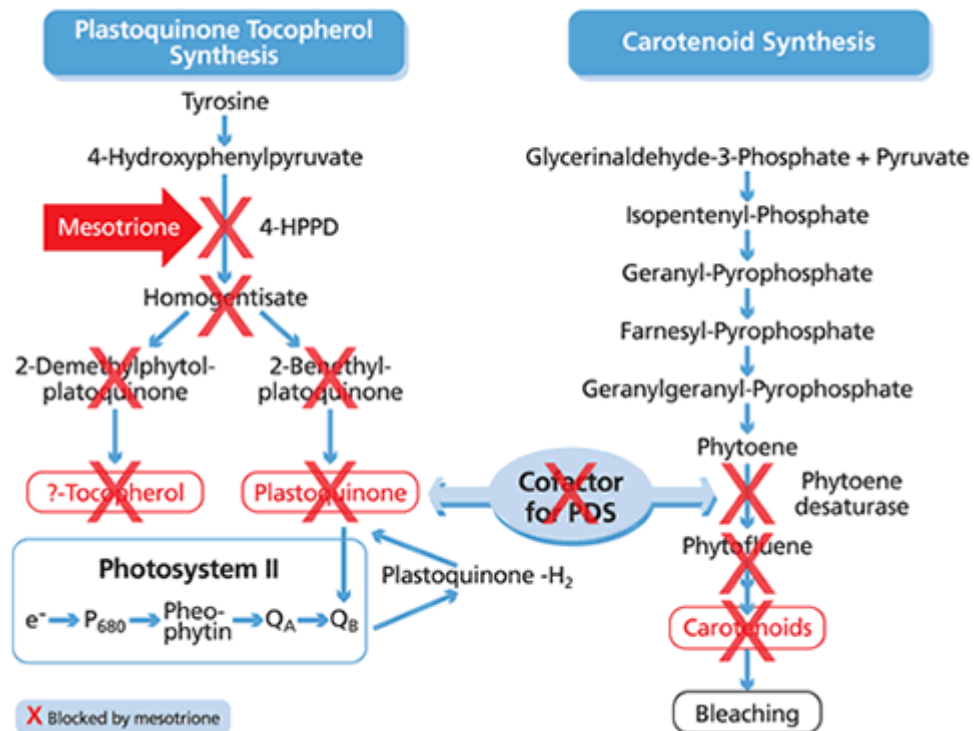 Plastoquinone Tocopherol
Synthesis
Tyrosine
4-Hydroxyphenylpyruvate
Mesotrione
4-HPPD
Homogentisate
2-Demethylphytol-
platoquinone
2-Benethyl-
platoquinone
?-Tocopherol
Plastoquinone
Cofactor
for PDS
Photosystem II
e⁻
P₆₈₀
Pheo-
phytin
Q_A
Q_B
Plastoquinone -H₂
X Blocked by mesotrione
Carotenoid Synthesis
Glycerinaldehyde-3-Phosphate + Pyruvate
Isopentenyl-Phosphate
Geranyl-Pyrophosphate
Farnesyl-Pyrophosphate
Geranylgeranyl-Pyrophosphate
Phytoene
Phytoene
desaturase
Phytofluene
Carotenoids
Bleaching